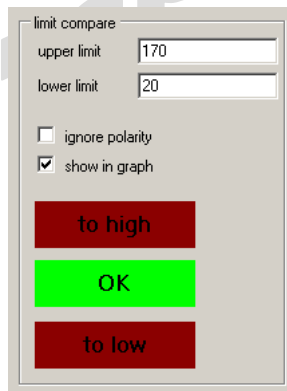 limit compare
upper limit 170
lower limit 20
ignore polarity
show in graph
to high
OK
to low